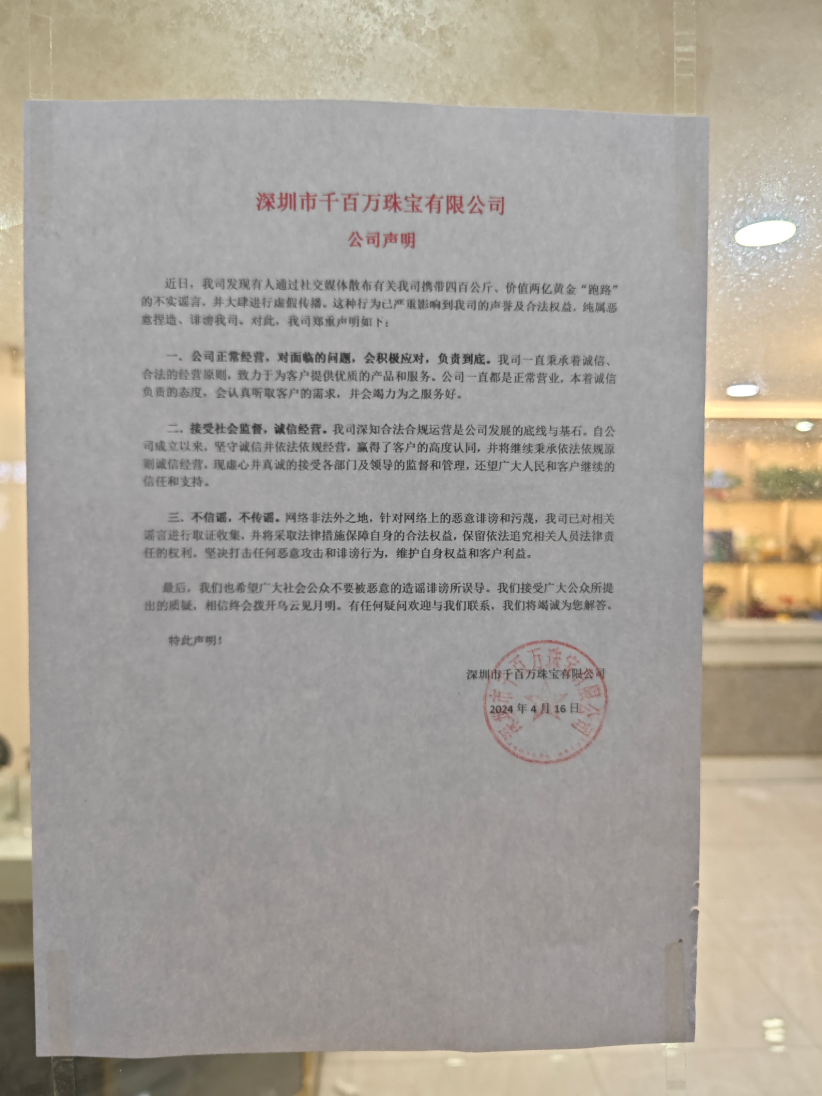 深圳市千百万珠宝有限公司
公司声明
近日，我司发现有人通过社交媒体散布有关我司携带四百公斤、价值两亿黄金“跑路”
的不实谣言，并大肆进行虚假传播。这种行为已严重影响到我司的声誉及合法权益，纯属恶
意捏造、诽谤我司。对此，我司郑重声明如下：
一、公司正常经营，对面临的问题，会积极应对，负责到底。我司一直秉承着诚信、
合法的经营原则，致力于为客户提供优质的产品和服务。公司一直都是正常营业，本着诚信
负责的态度，会认真听取客户的需求，并会竭力为之服务好。
二、接受社会监督，诚信经营。我司深知合法合规运营是公司发展的底线与基石。自公
司成立以来，坚守诚信并依法依规经营，赢得了客户的高度认同，并将继续秉承依法依规原
则诚信经营，现虚心并真诚的接受各部门及领导的监督和管理，还望广大人民和客户继续的
信任和支持。
三、不信谣，不传谣。网络非法外之地，针对网络上的恶意诽谤和污蔑，我司已对相关
谣言进行取证收集，并将采取法律措施保障自身的合法权益，保留依法追究相关人员法律责
任的权利。坚决打击任何恶意攻击和诽谤行为，维护自身权益和客户利益。
最后，我们也希望广大社会公众不要被恶意的造谣诽谤所误导。我们接受广大公众所提
出的质疑，相信终会拨开乌云见月明。有任何疑问欢迎与我们联系，我们将竭诚为您解答。
特此声明！
深圳市千百万珠宝有限公司
2024 年 4 月 16 日
深圳市千百万珠宝有限公司